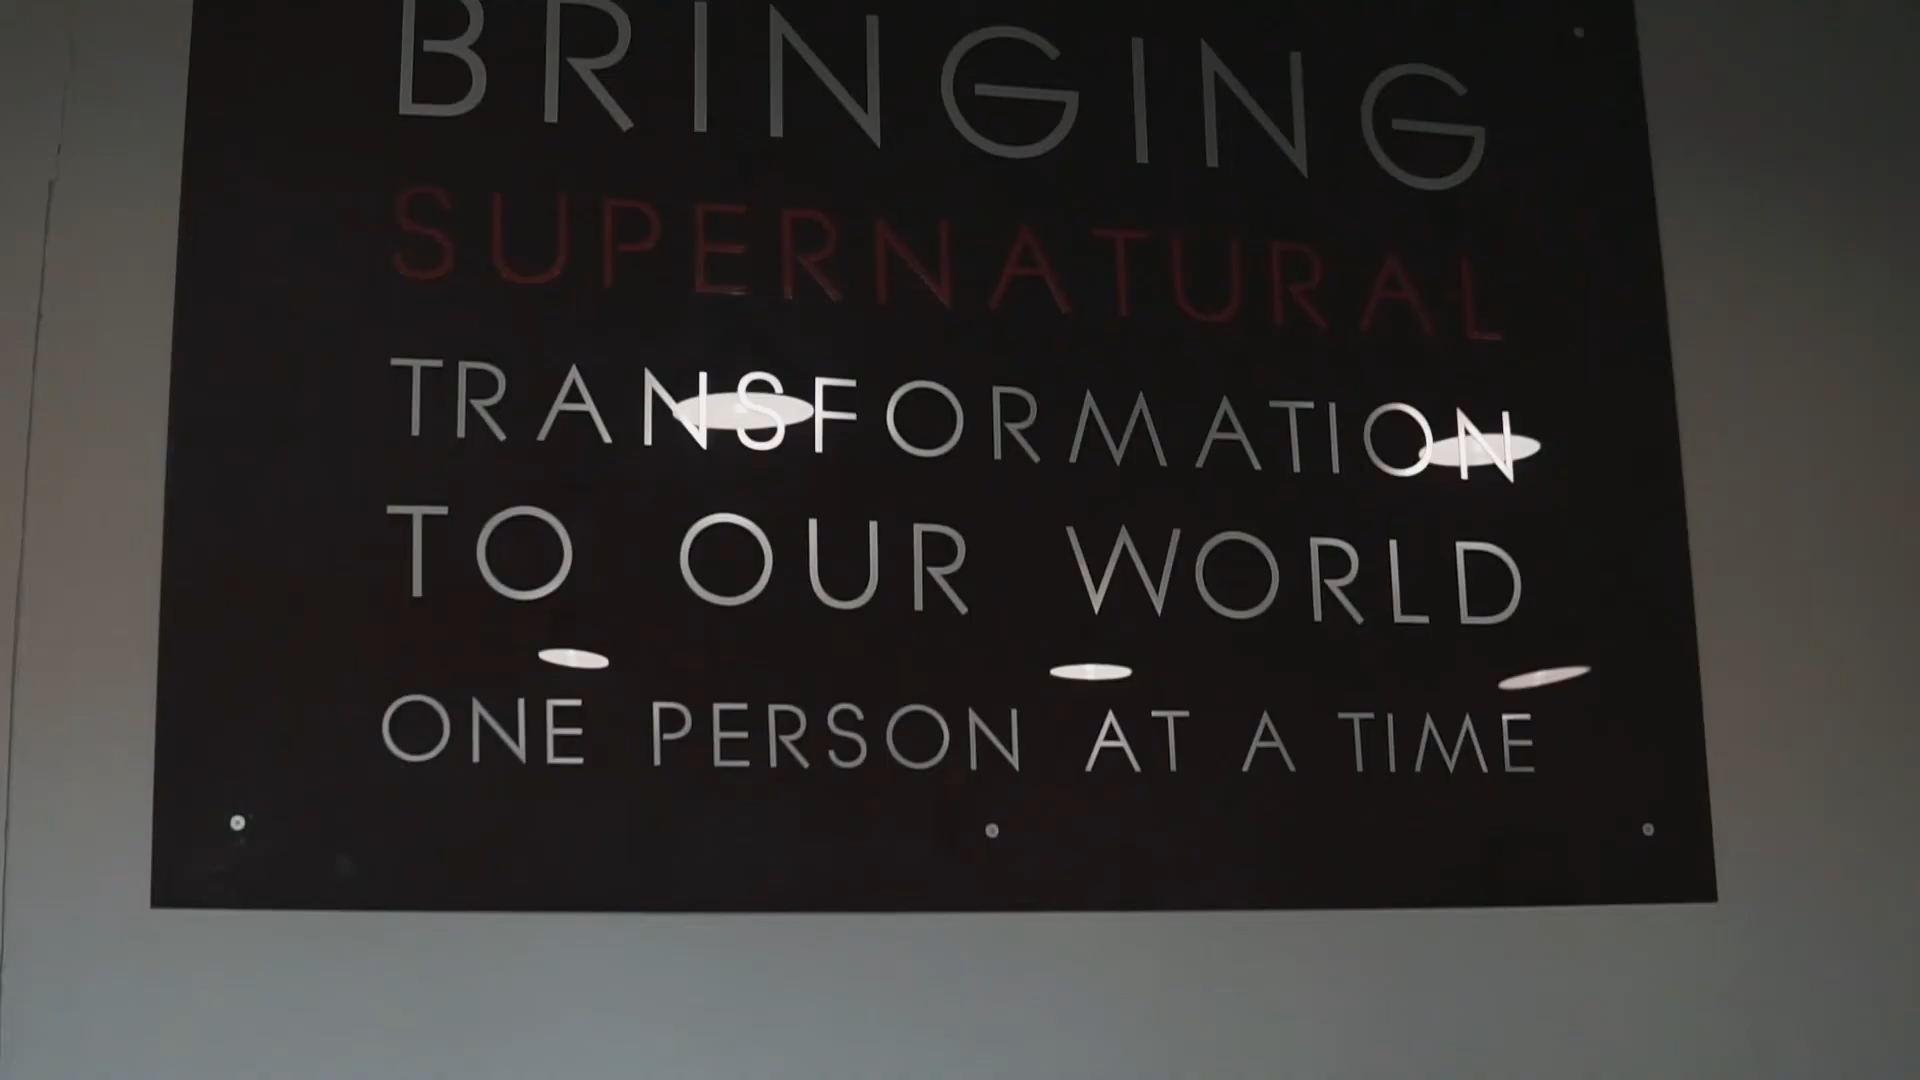 BRINGING
SUPERNATURAL
TRANSFORMATION
TO OUR WORLD
ONE PERSON AT A TIME